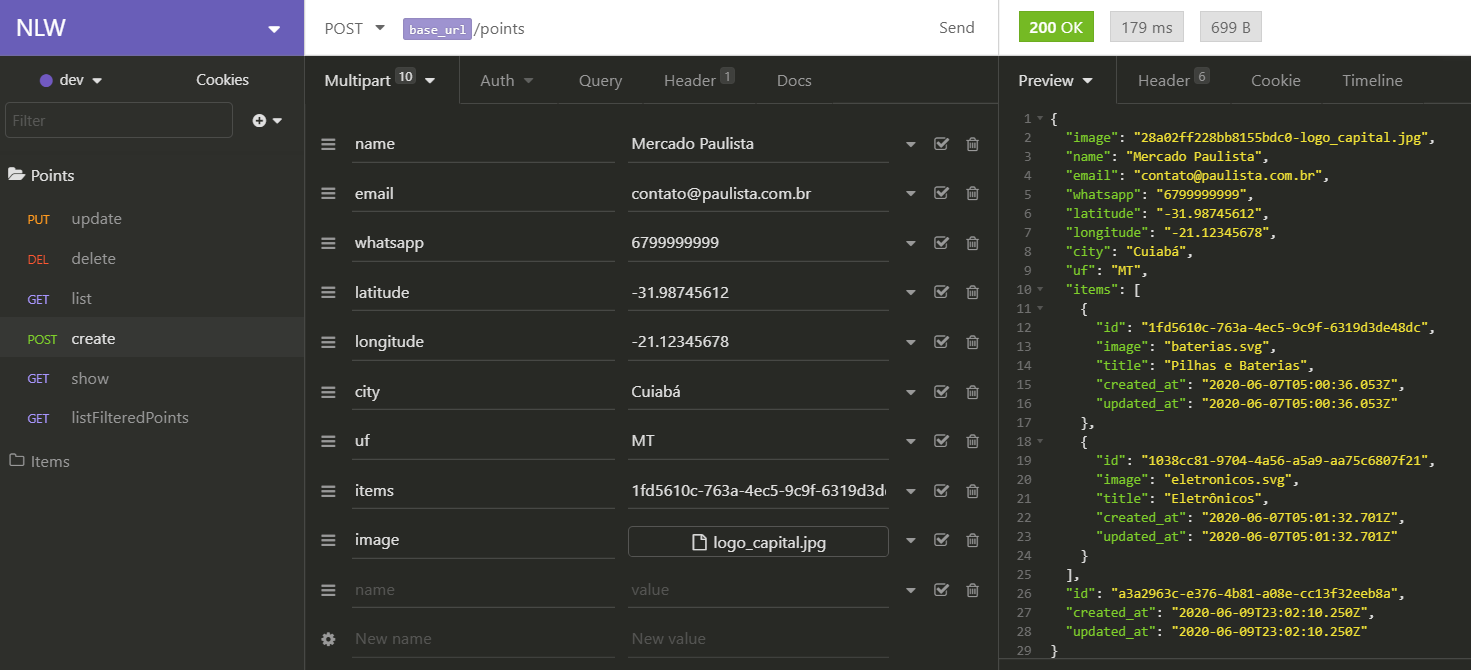 NLW
dev
Cookies
Filter
Points
PUT update
DEL delete
GET list
POST create
GET show
GET listFilteredPoints
Items
POST base_url/points Send
Multipart 10 Auth Query Header 1 Docs
name Mercado Paulista
email contato@paulista.com.br
whatsapp 6799999999
latitude -31.98745612
longitude -21.12345678
city Cuiabá
uf MT
items 1fd5610c-763a-4ec5-9c9f-6319d3d
image logo_capital.jpg
name value
New name New value
200 OK 179 ms 699 B
Preview Header 6 Cookie Timeline
1 {
2 "image": "28a02ff228bb8155bdc0-logo_capital.jpg",
3 "name": "Mercado Paulista",
4 "email": "contato@paulista.com.br",
5 "whatsapp": "6799999999",
6 "latitude": "-31.98745612",
7 "longitude": "-21.12345678",
8 "city": "Cuiabá",
9 "uf": "MT",
10 "items": [
11 {
12 "id": "1fd5610c-763a-4ec5-9c9f-6319d3de48dc",
13 "image": "baterias.svg",
14 "title": "Pilhas e Baterias",
15 "created_at": "2020-06-07T05:00:36.053Z",
16 "updated_at": "2020-06-07T05:00:36.053Z"
17 },
18 {
19 "id": "1038cc81-9704-4a56-a5a9-aa75c6807f21",
20 "image": "eletronicos.svg",
21 "title": "Eletrônicos",
22 "created_at": "2020-06-07T05:01:32.701Z",
23 "updated_at": "2020-06-07T05:01:32.701Z"
24 }
25 ],
26 "id": "a3a2963c-e376-4b81-a08e-cc13f32eeb8a",
27 "created_at": "2020-06-09T23:02:10.250Z",
28 "updated_at": "2020-06-09T23:02:10.250Z"
29 }